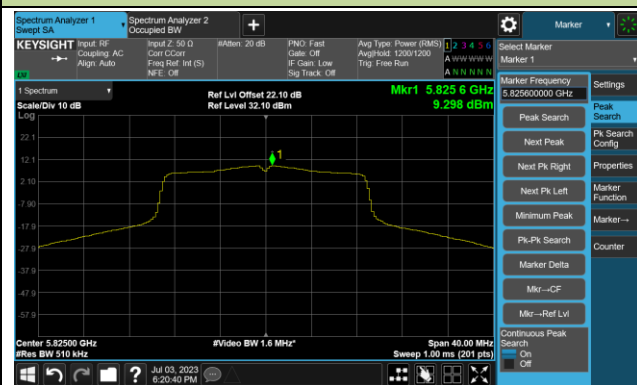 Spectrum Analyzer 1
Swept SA
Spectrum Analyzer 2
Occupied BW
+
Marker
KEYSIGHT
Input: RF
Coupling: AC
Align: Auto
Input Z: 50 Ω
Corr CCorr
Freq Ref: Int (S)
NFE: Off
#Atten: 20 dB
PNO: Fast
Gate: Off
IF Gain: Low
Sig Track: Off
Avg Type: Power (RMS)
Avg|Hold: 1200/1200
Trig: Free Run
1 2 3 4 5 6
A W W W W W
A N N N N N
LXI
Select Marker
Marker 1
1 Spectrum
Scale/Div 10 dB
Log
Ref Lvl Offset 22.10 dB
Ref Level 32.10 dBm
Mkr1 5.825 6 GHz
9.298 dBm
22.1
12.1
2.10
-7.90
-17.9
-27.9
-37.9
-47.9
-57.9
1
Center 5.82500 GHz
#Res BW 510 kHz
#Video BW 1.6 MHz*
Span 40.00 MHz
Sweep 1.00 ms (201 pts)
Marker Frequency
5.825600000 GHz
Peak Search
Next Peak
Next Pk Right
Next Pk Left
Minimum Peak
Pk-Pk Search
Marker Delta
Mkr→CF
Mkr→Ref Lvl
Continuous Peak
Search
On
Off
Settings
Peak
Search
Pk Search
Config
Properties
Marker
Function
Marker→
Counter
?
Jul 03, 2023
6:20:40 PM